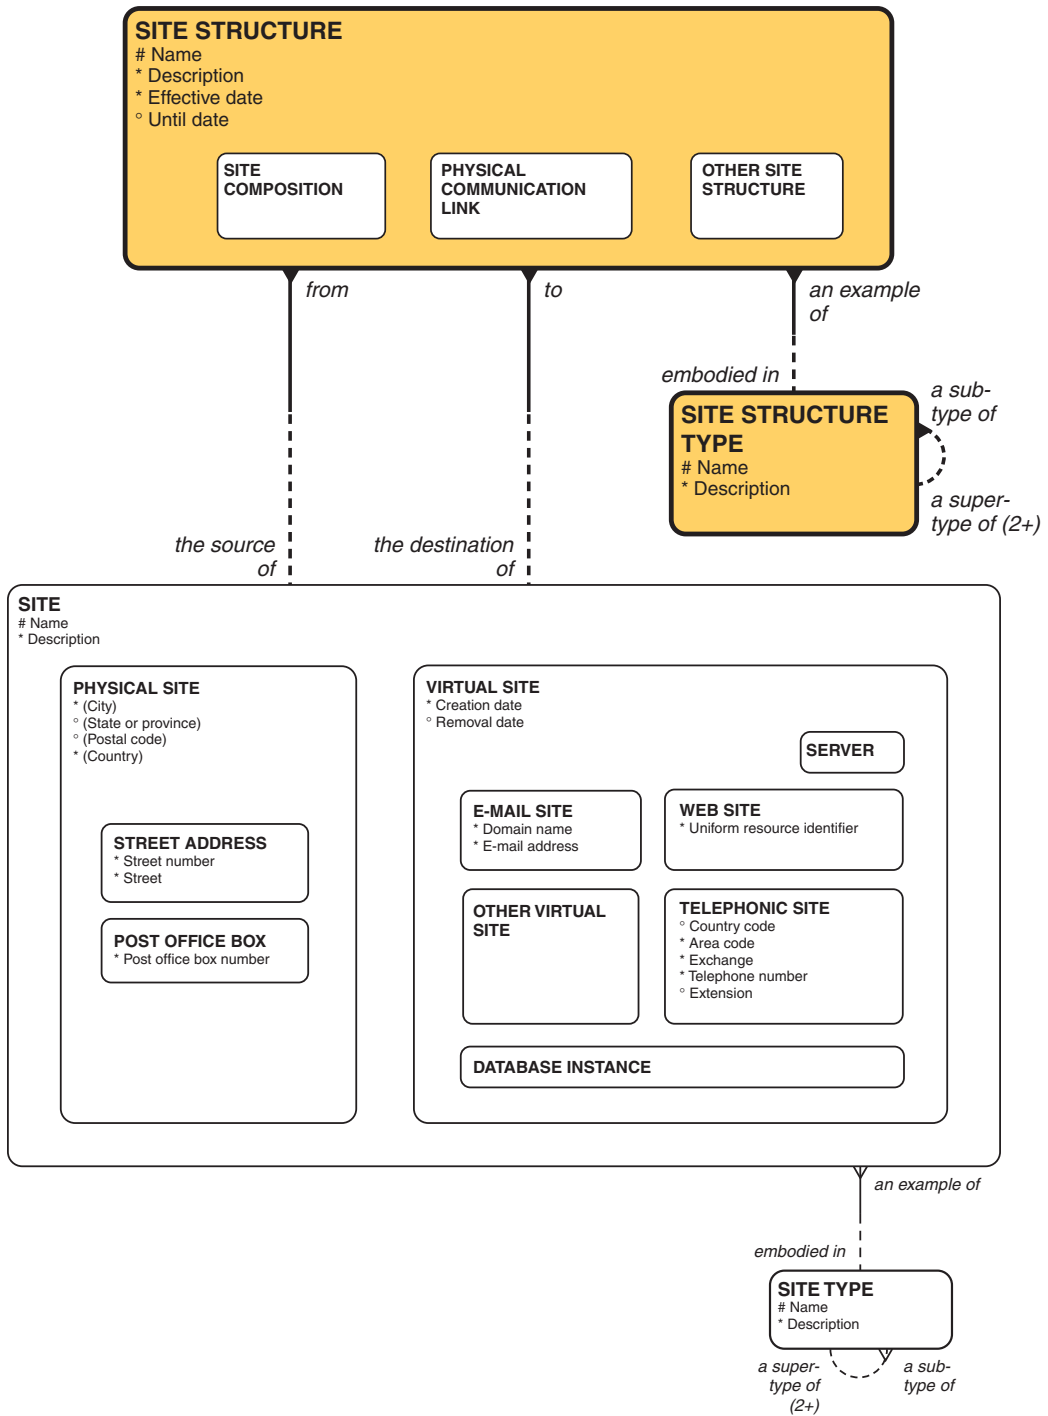 SITE STRUCTURE
# Name
* Description
* Effective date
° Until date
SITE
COMPOSITION
PHYSICAL
COMMUNICATION
LINK
OTHER SITE
STRUCTURE
from
to
an example
of
embodied in
SITE STRUCTURE
TYPE
# Name
* Description
a sub-
type of
a super-
type of (2+)
the source
of
the destination
of
SITE
# Name
* Description
PHYSICAL SITE
* (City)
° (State or province)
° (Postal code)
* (Country)
STREET ADDRESS
* Street number
* Street
POST OFFICE BOX
* Post office box number
VIRTUAL SITE
* Creation date
° Removal date
SERVER
E-MAIL SITE
* Domain name
* E-mail address
WEB SITE
* Uniform resource identifier
OTHER VIRTUAL
SITE
TELEPHONIC SITE
° Country code
* Area code
* Exchange
* Telephone number
° Extension
DATABASE INSTANCE
an example of
embodied in
SITE TYPE
# Name
* Description
a super-
type of
(2+)
a sub-
type of